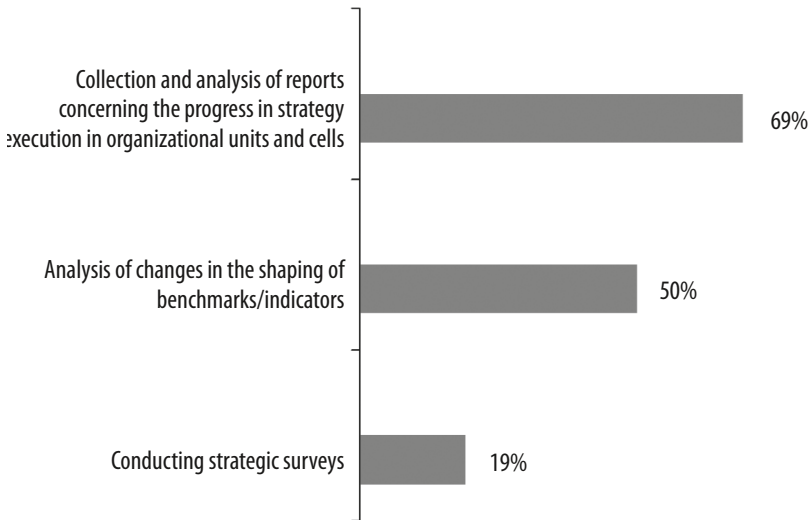 Collection and analysis of reports
concerning the progress in strategy
execution in organizational units and cells
69%
Analysis of changes in the shaping of
benchmarks/indicators
50%
Conducting strategic surveys
19%